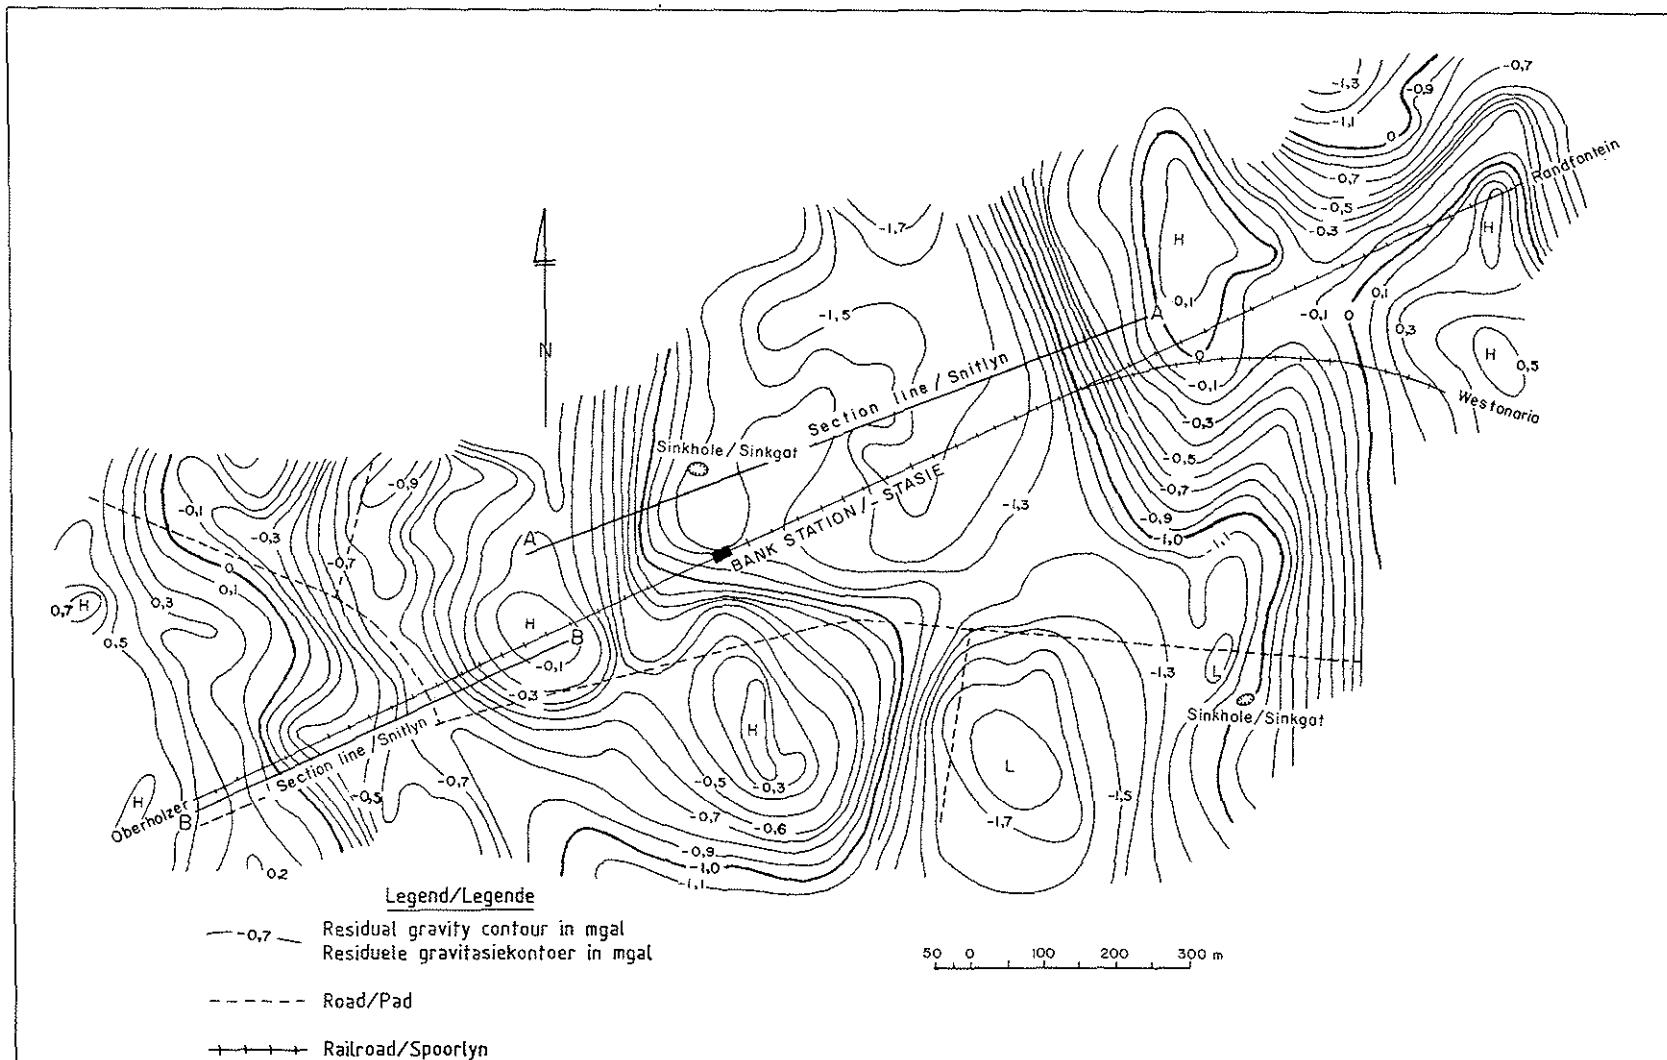 -1,3
-0,7
-0,9
-1,1
0
-0,7
-0,5
-0,3
Randfontein
H
-1,7
H
0,1
0,1
-0,1
0
0,3
-1,5
A
N
0
H
0,5
-0,1
Westonaria
Section line/Snitlyn
-0,3
Sinkhole/Sinkgat
-0,5
-0,9
-0,7
-0,1
BANK STATION/-STASIE
-1,3
-0,9
-0,3
A'
-1,0
-1,1
-0,7
0
0,1
0,7
H
0,3
H
B'
0,5
-0,1
-1,3
L
-0,3
Sinkhole/Sinkgat
Section line/Snitlyn
H
L
-0,7
-0,5
-0,3
-0,5
-1,5
H
Oberholzer
B
-0,7
-0,6
-1,7
-0,9
-1,0
-1,1
0,2
Legend/Legende
-0,7
Residual gravity contour in mgal
Residuele gravitasiekontoer in mgal
50 0 100 200 300 m
Road/Pad
Railroad/Spoorlyn